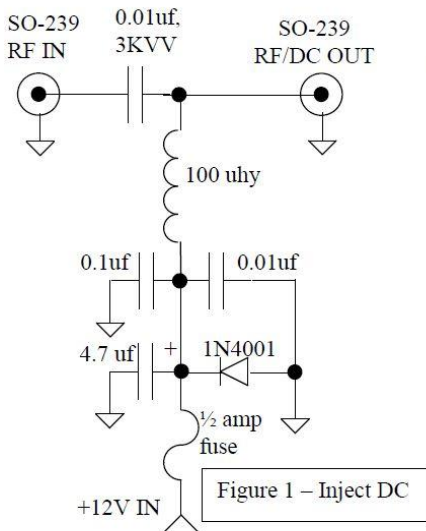 SO-239
RF IN
0.01uf,
3KVV
SO-239
RF/DC OUT
100 uhy
0.1uf
0.01uf
4.7 uf
+
1N4001
½ amp
fuse
+12V IN
Figure 1 – Inject DC